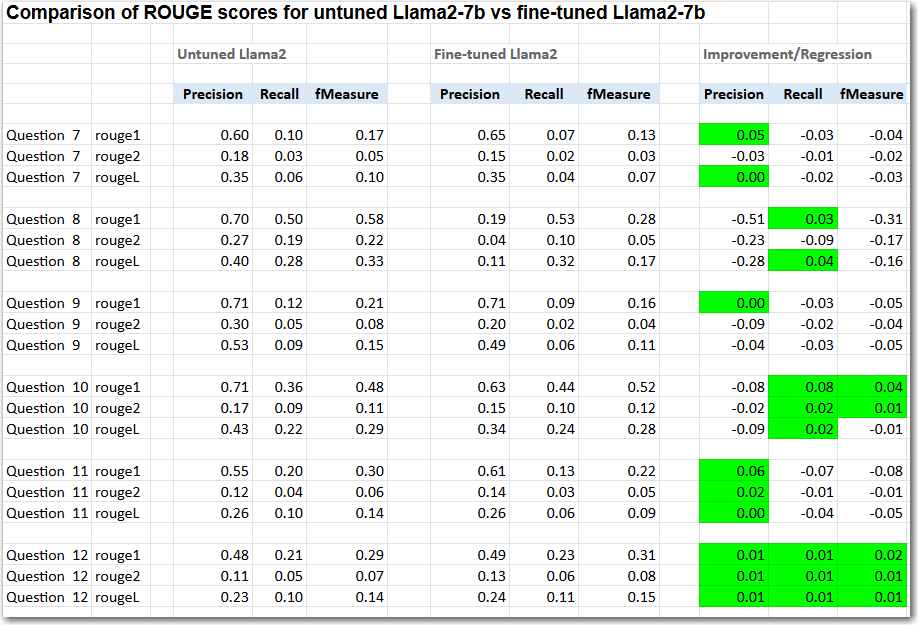 Comparison of ROUGE scores for untuned Llama2-7b vs fine-tuned Llama2-7b
Untuned Llama2 Fine-tuned Llama2 Improvement/Regression
Precision Recall fMeasure Precision Recall fMeasure Precision Recall fMeasure
Question 7 rouge1 0.60 0.10 0.17 0.65 0.07 0.13 0.05 -0.03 -0.04
Question 7 rouge2 0.18 0.03 0.05 0.15 0.02 0.03 -0.03 -0.01 -0.02
Question 7 rougeL 0.35 0.06 0.10 0.35 0.04 0.07 0.00 -0.02 -0.03
Question 8 rouge1 0.70 0.50 0.58 0.19 0.53 0.28 -0.51 0.03 -0.31
Question 8 rouge2 0.27 0.19 0.22 0.04 0.10 0.05 -0.23 -0.09 -0.17
Question 8 rougeL 0.40 0.28 0.33 0.11 0.32 0.17 -0.28 0.04 -0.16
Question 9 rouge1 0.71 0.12 0.21 0.71 0.09 0.16 0.00 -0.03 -0.05
Question 9 rouge2 0.30 0.05 0.08 0.20 0.02 0.04 -0.09 -0.02 -0.04
Question 9 rougeL 0.53 0.09 0.15 0.49 0.06 0.11 -0.04 -0.03 -0.05
Question 10 rouge1 0.71 0.36 0.48 0.63 0.44 0.52 -0.08 0.08 0.04
Question 10 rouge2 0.17 0.09 0.11 0.15 0.10 0.12 -0.02 0.02 0.01
Question 10 rougeL 0.43 0.22 0.29 0.34 0.24 0.28 -0.09 0.02 -0.01
Question 11 rouge1 0.55 0.20 0.30 0.61 0.13 0.22 0.06 -0.07 -0.08
Question 11 rouge2 0.12 0.04 0.06 0.14 0.03 0.05 0.02 -0.01 -0.01
Question 11 rougeL 0.26 0.10 0.14 0.26 0.06 0.09 0.00 -0.04 -0.05
Question 12 rouge1 0.48 0.21 0.29 0.49 0.23 0.31 0.01 0.01 0.02
Question 12 rouge2 0.11 0.05 0.07 0.13 0.06 0.08 0.01 0.01 0.01
Question 12 rougeL 0.23 0.10 0.14 0.24 0.11 0.15 0.01 0.01 0.01